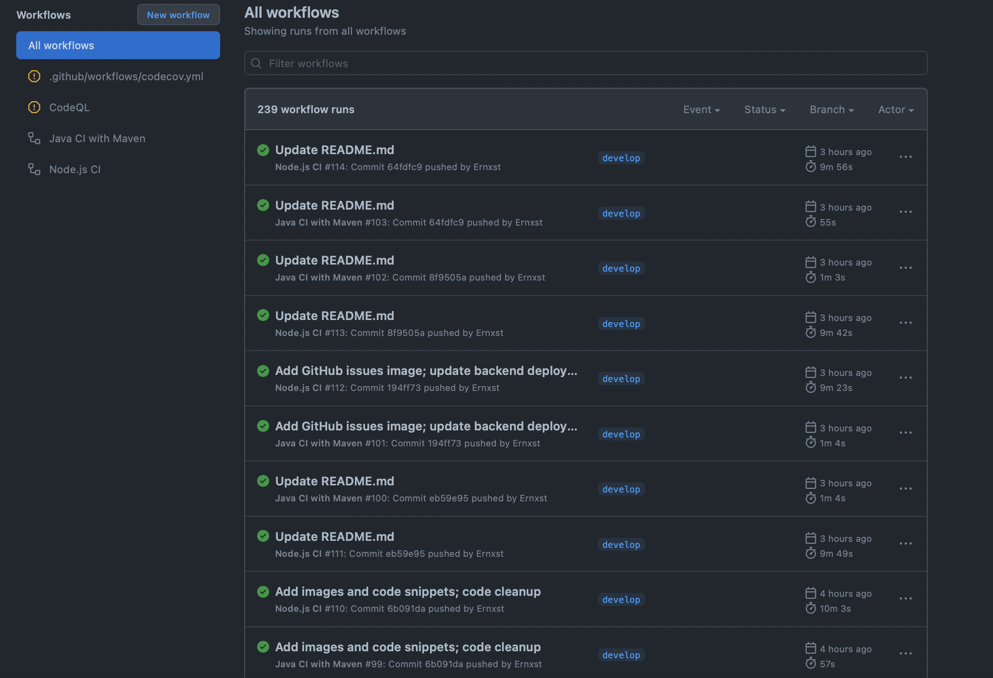 Workflows
New workflow
All workflows
.github/workflows/codecov.yml
CodeQL
Java CI with Maven
Node.js CI
All workflows
Showing runs from all workflows
Filter workflows
239 workflow runs Event Status Branch Actor
Update README.md
Node.js CI #114: Commit 64fdfc9 pushed by Ernxst
develop
3 hours ago
9m 56s
Update README.md
Java CI with Maven #103: Commit 64fdfc9 pushed by Ernxst
develop
3 hours ago
55s
Update README.md
Java CI with Maven #102: Commit 8f9505a pushed by Ernxst
develop
3 hours ago
1m 3s
Update README.md
Node.js CI #113: Commit 8f9505a pushed by Ernxst
develop
3 hours ago
9m 42s
Add GitHub issues image; update backend deploy...
Node.js CI #112: Commit 194ff73 pushed by Ernxst
develop
3 hours ago
9m 23s
Add GitHub issues image; update backend deploy...
Java CI with Maven #101: Commit 194ff73 pushed by Ernxst
develop
3 hours ago
1m 4s
Update README.md
Java CI with Maven #100: Commit eb59e95 pushed by Ernxst
develop
3 hours ago
1m 4s
Update README.md
Node.js CI #111: Commit eb59e95 pushed by Ernxst
develop
3 hours ago
9m 49s
Add images and code snippets; code cleanup
Node.js CI #110: Commit 6b091da pushed by Ernxst
develop
4 hours ago
10m 3s
Add images and code snippets; code cleanup
Java CI with Maven #99: Commit 6b091da pushed by Ernxst
develop
4 hours ago
57s